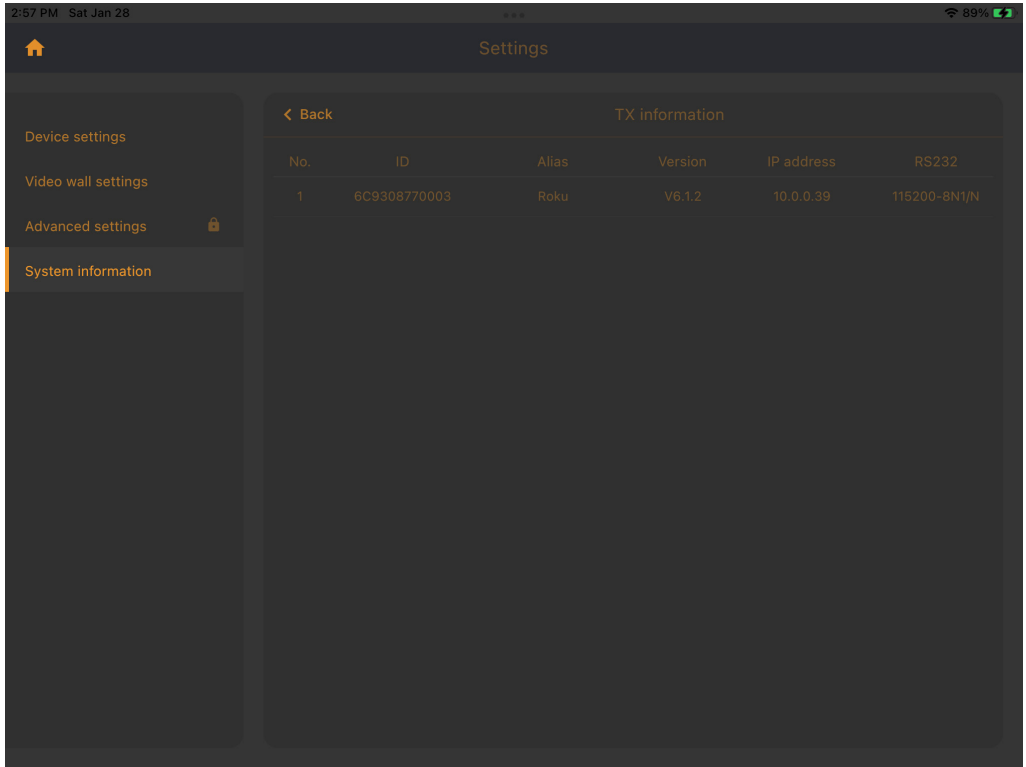 2:57 PM Sat Jan 28
89%
Settings
Device settings
Video wall settings
Advanced settings
System information
Back
TX information
No. ID Alias Version IP address RS232
1 6C9308770003 Roku V6.1.2 10.0.0.39 115200-8N1/N